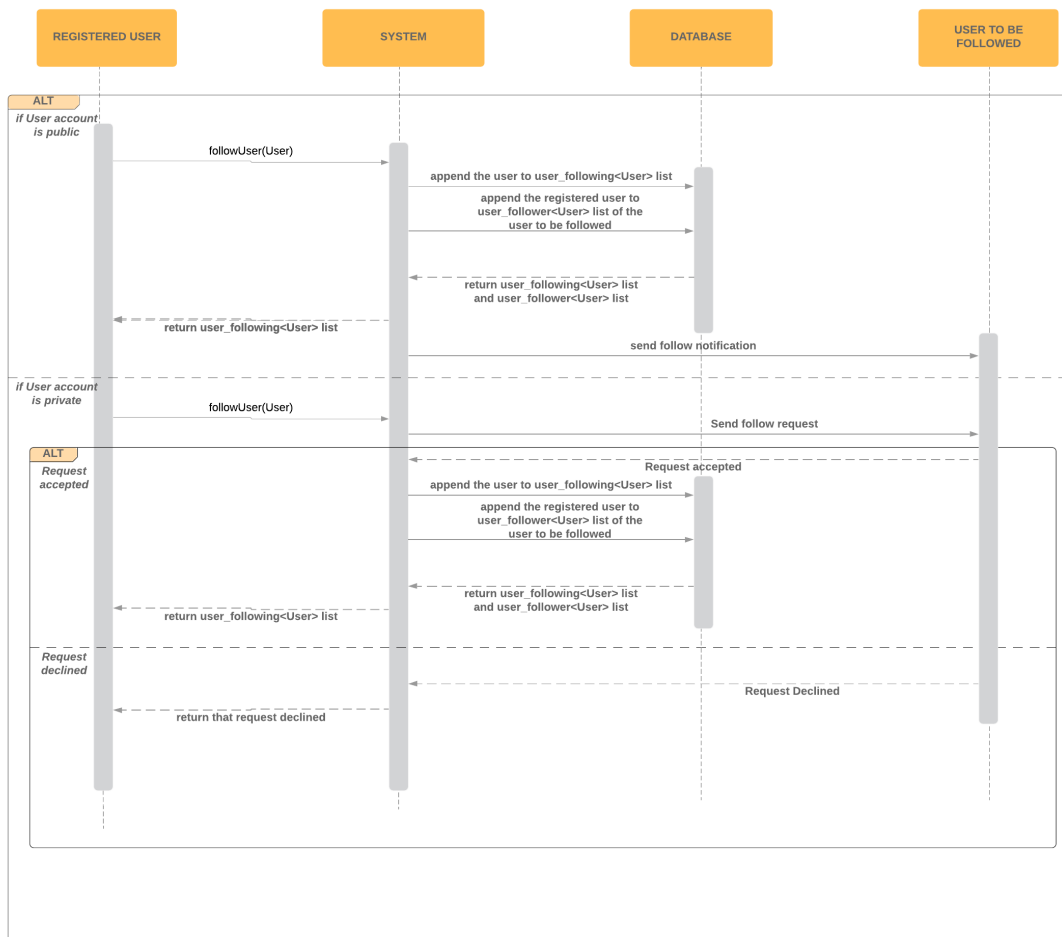 REGISTERED USER
SYSTEM
DATABASE
USER TO BE
FOLLOWED
ALT
if User account
is public
followUser(User)
append the user to user_following<User> list
append the registered user to
user_follower<User> list of the
user to be followed
return user_following<User> list
and user_follower<User> list
return user_following<User> list
send follow notification
if User account
is private
followUser(User)
Send follow request
ALT
Request
accepted
Request accepted
append the user to user_following<User> list
append the registered user to
user_follower<User> list of the
user to be followed
return user_following<User> list
and user_follower<User> list
return user_following<User> list
Request
declined
Request Declined
return that request declined